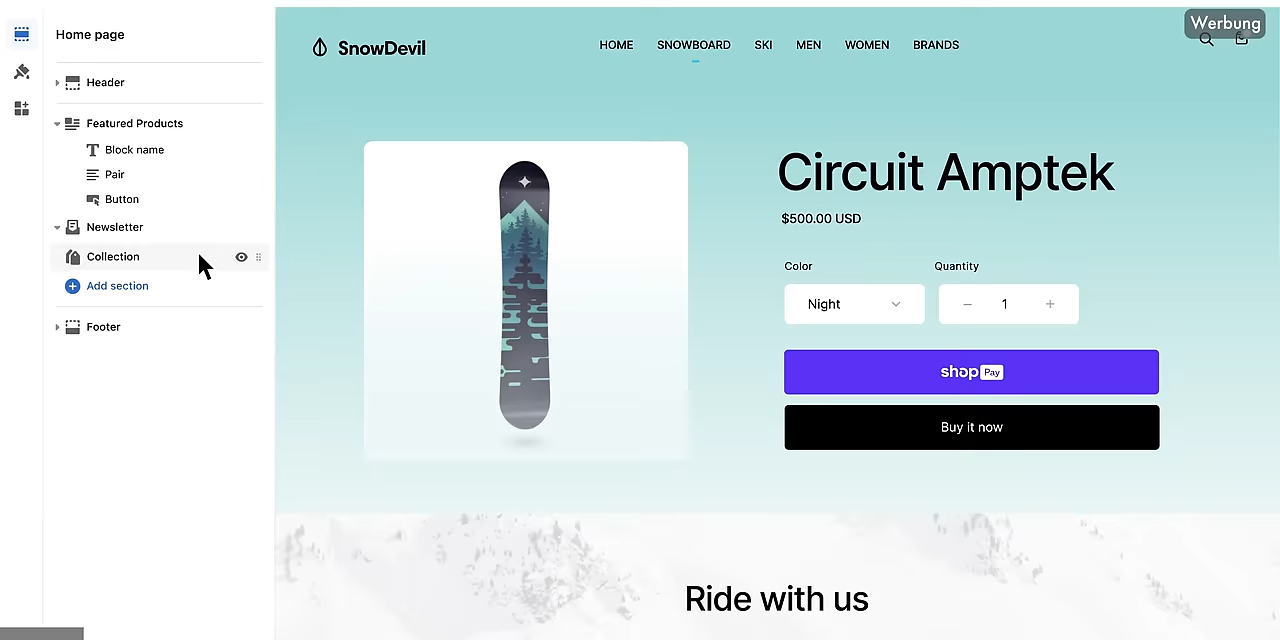 Home page
Header
Featured Products
Block name
Pair
Button
Newsletter
Collection
Add section
Footer
Werbung
SnowDevil
HOME SNOWBOARD SKI MEN WOMEN BRANDS
Circuit Amptek
$500.00 USD
Color Quantity
Night 1
shop Pay
Buy it now
Ride with us